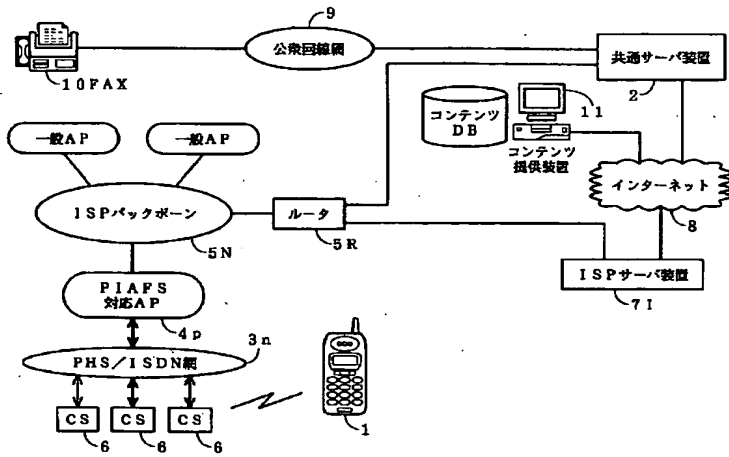 9
公衆回線網
10FAX
共通サーバ装置
2
11
コンテンツ
DB
コンテンツ
提供装置
一般AP
一般AP
インターネット
8
ISPバックボーン
5N
ルータ
5R
ISPサーバ装置
7I
PIAFS
対応AP
4p
3n
PHS／ISDN網
CS
CS
CS
6
6
6
1